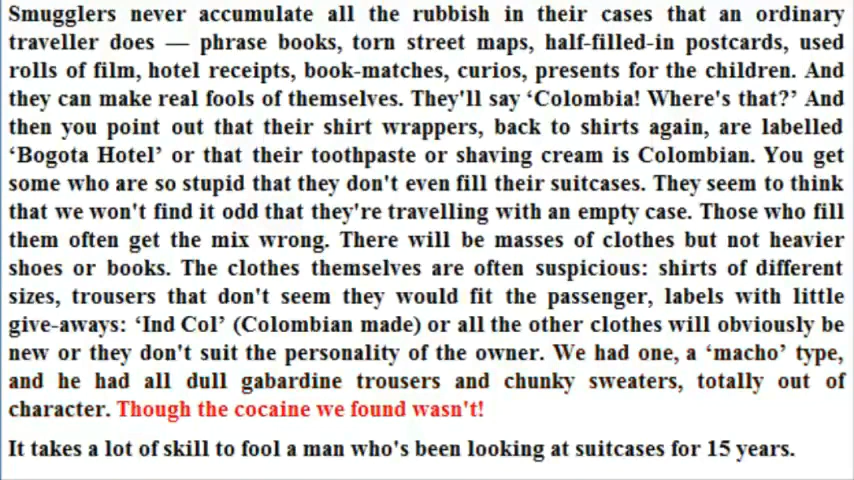 Smugglers never accumulate all the rubbish in their cases that an ordinary
traveller does — phrase books, torn street maps, half-filled-in postcards, used
rolls of film, hotel receipts, book-matches, curios, presents for the children. And
they can make real fools of themselves. They'll say ‘Colombia! Where's that?’ And
then you point out that their shirt wrappers, back to shirts again, are labelled
‘Bogota Hotel’ or that their toothpaste or shaving cream is Colombian. You get
some who are so stupid that they don't even fill their suitcases. They seem to think
that we won't find it odd that they're travelling with an empty case. Those who fill
them often get the mix wrong. There will be masses of clothes but not heavier
shoes or books. The clothes themselves are often suspicious: shirts of different
sizes, trousers that don't seem they would fit the passenger, labels with little
give-aways: ‘Ind Col’ (Colombian made) or all the other clothes will obviously be
new or they don't suit the personality of the owner. We had one, a ‘macho’ type,
and he had all dull gabardine trousers and chunky sweaters, totally out of
character. Though the cocaine we found wasn't!
It takes a lot of skill to fool a man who's been looking at suitcases for 15 years.